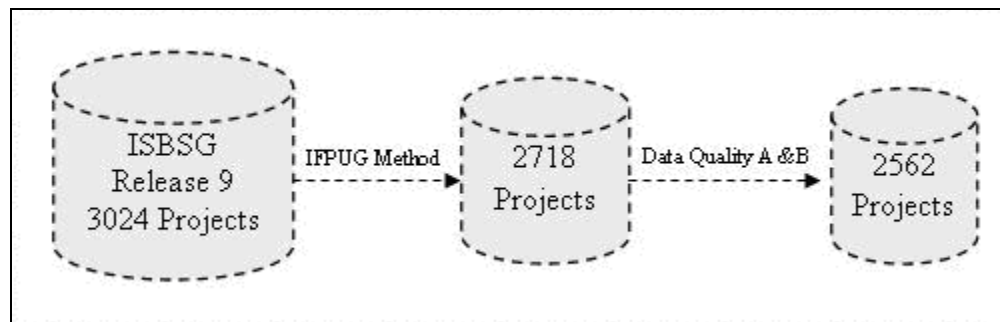 ISBSG
Release 9
3024 Projects
IFPUG Method
2718
Projects
Data Quality A &B
2562
Projects